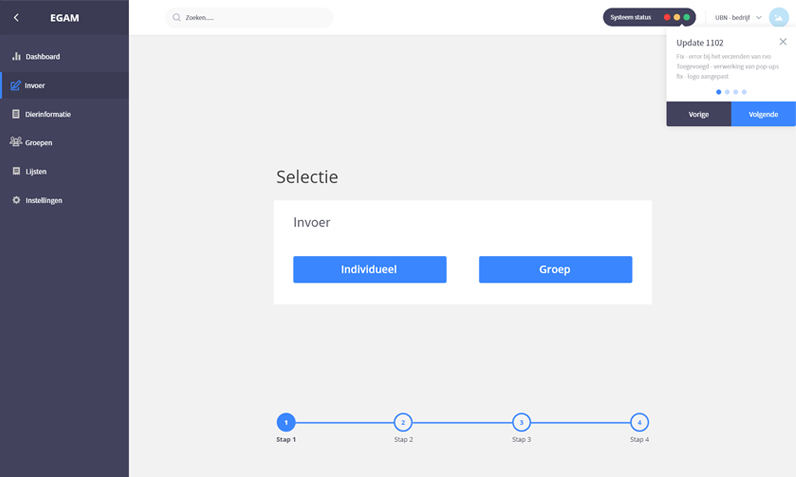 EGAM
Zoeken.....
Systeem status
UBN - bedrijf
Dashboard
Invoer
Dierinformatie
Groepen
Lijsten
Instellingen
Update 1102
Fix - error bij het verzenden van rvo
Toegevoegd - verwerking van pop-ups
fix - logo aangepast
Vorige
Volgende
Selectie
Invoer
Individueel
Groep
1
2
3
4
Stap 1
Stap 2
Stap 3
Stap 4